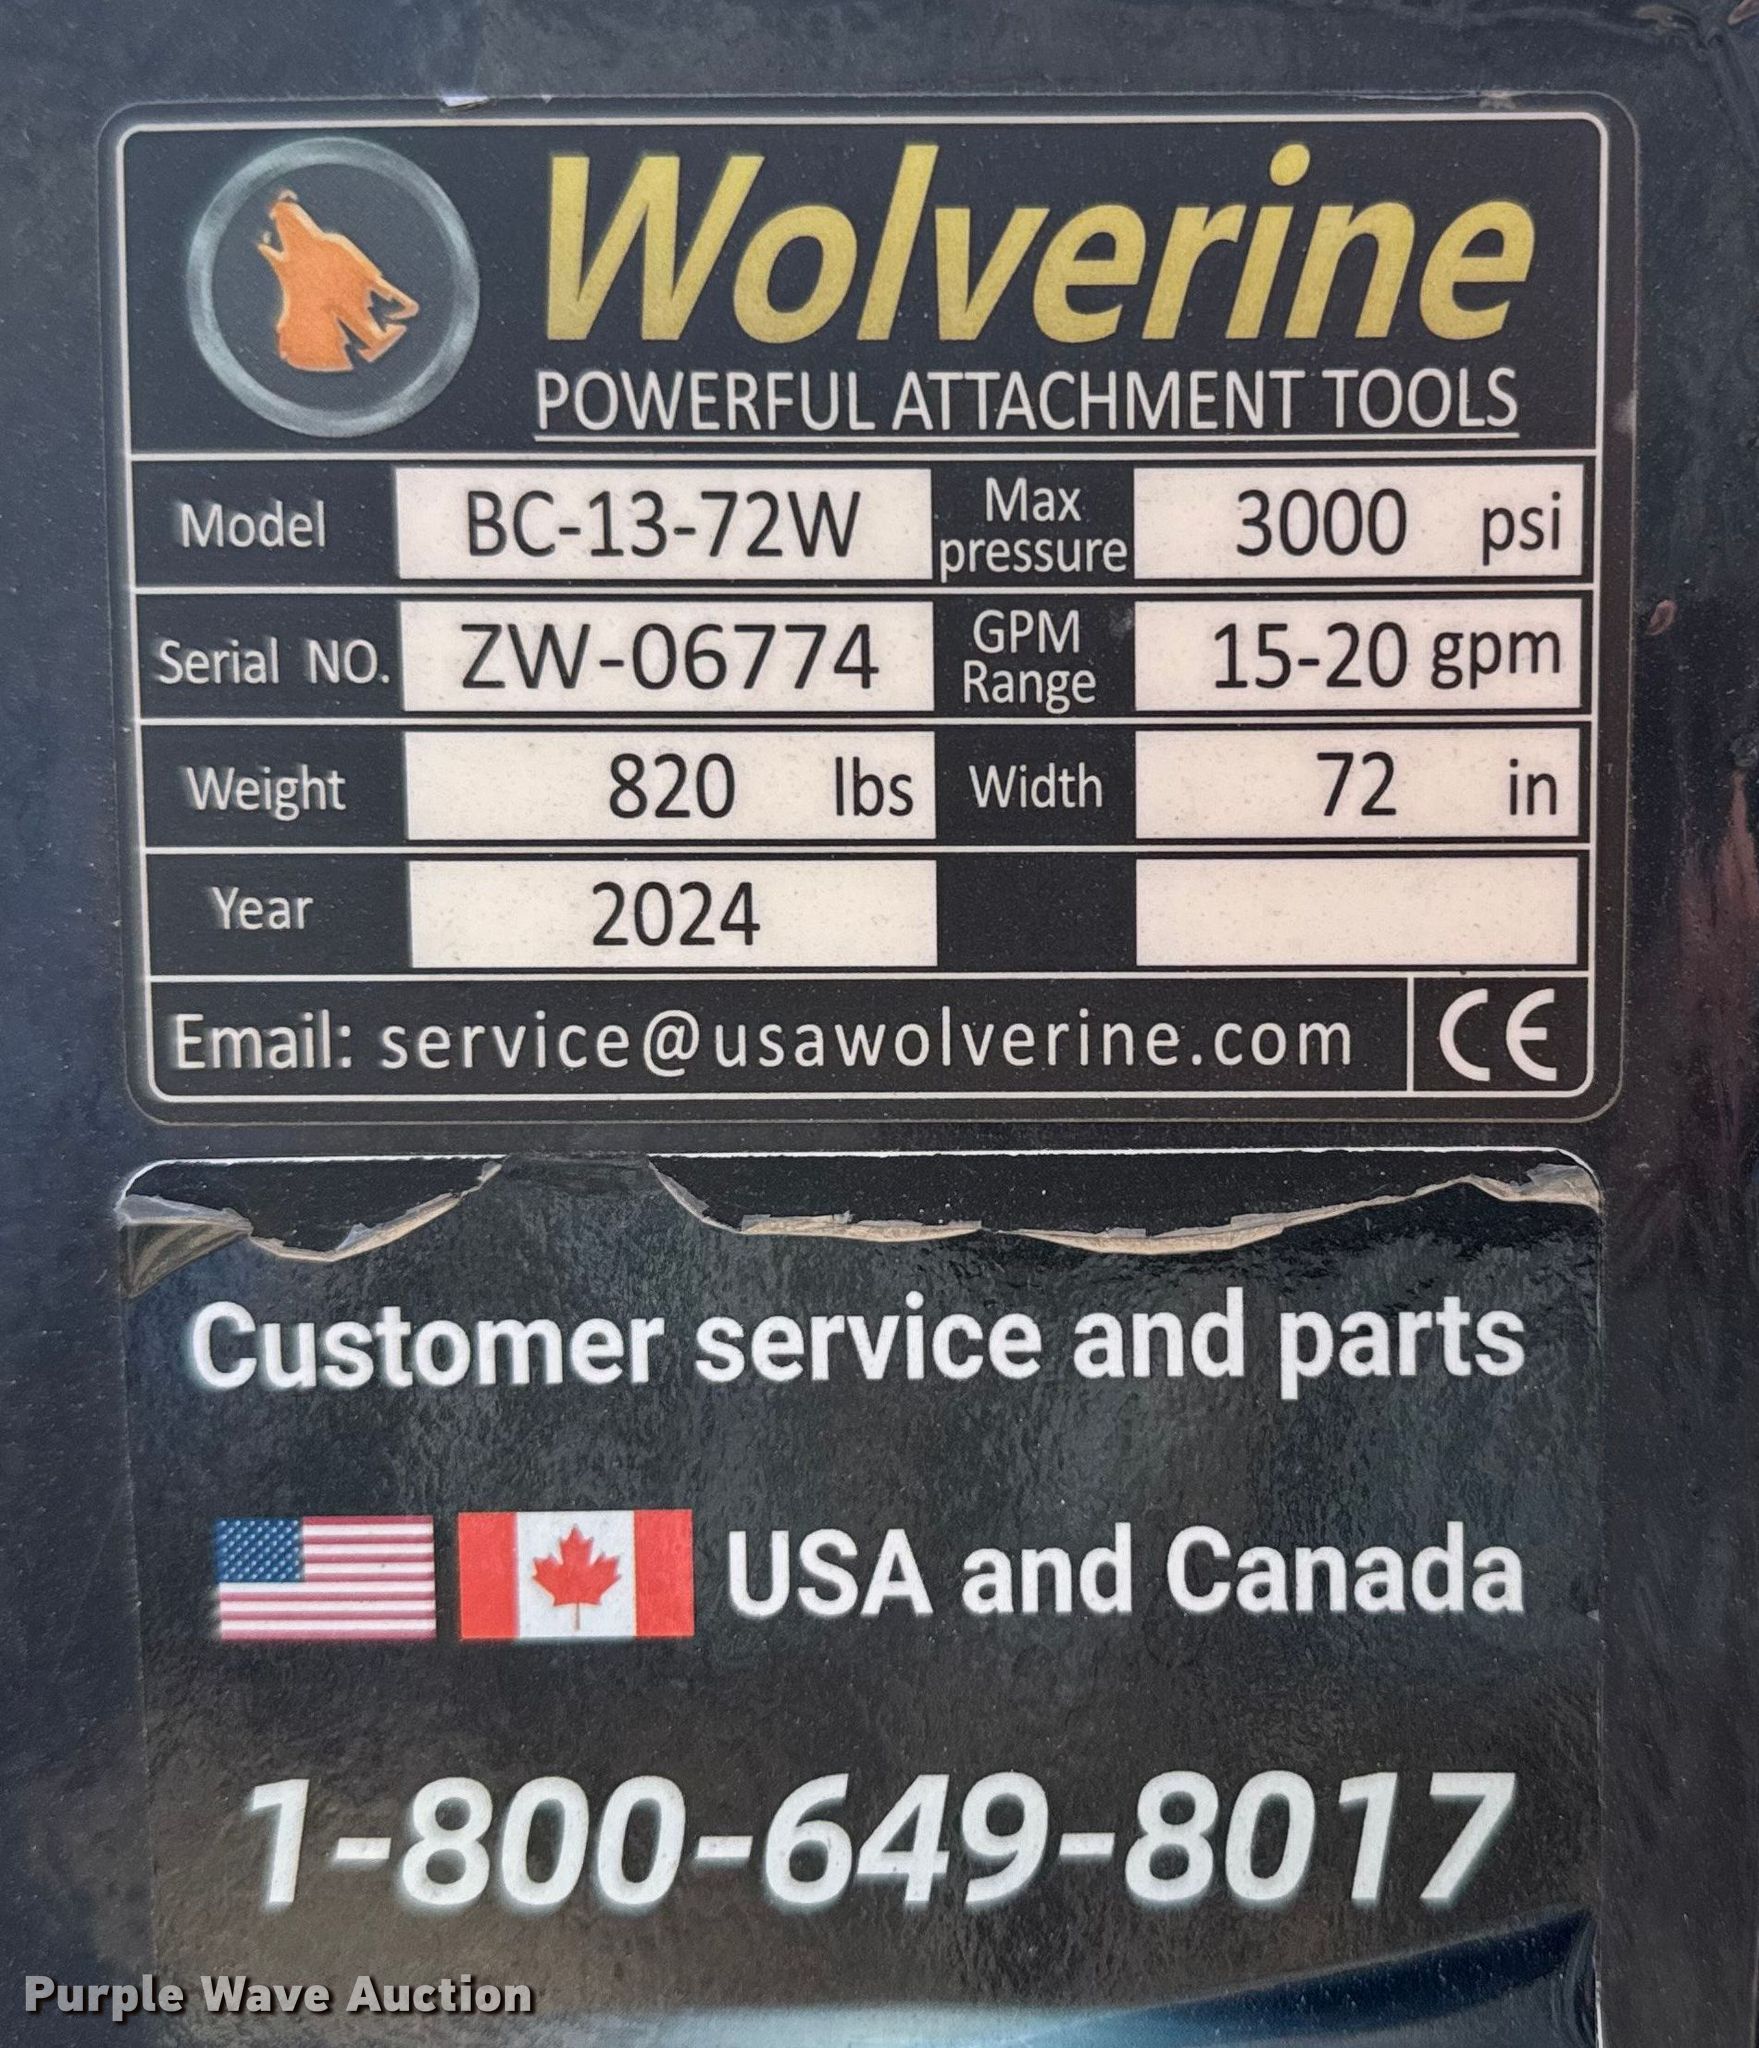 Wolverine
POWERFUL ATTACHMENT TOOLS
Model BC-13-72W Max pressure 3000 psi
Serial NO. ZW-06774 GPM Range 15-20 gpm
Weight 820 lbs Width 72 in
Year 2024
Email: service@usawolverine.com CE
Customer service and parts
USA and Canada
1-800-649-8017
Purple Wave Auction